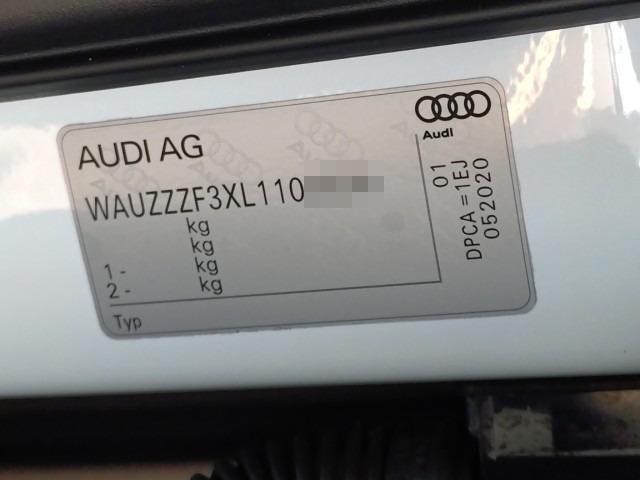 AUDI AG
Audi
WAUZZZF3XL110
kg
kg
1 - kg
2 - kg
Typ
01
DPCA = 1EJ
052020